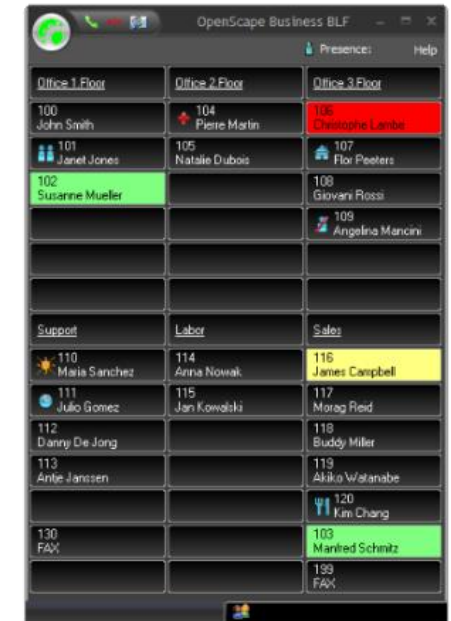 OpenScape Business BLF
Presence: Help
Office 1.Floor Office 2.Floor Office 3.Floor
100 104 106
John Smith Pierre Martin Christophe Lambe
101 105 107
Janet Jones Natalie Dubois Flor Peeters
102 108
Susanne Mueller Giovani Rossi
109
Angelina Mancini
Support Labor Sales
110 114 116
Maria Sanchez Anna Nowak James Campbell
111 115 117
Julio Gomez Jan Kowalski Morag Reid
112 118
Danny De Jong Buddy Miller
113 119
Antje Janssen Akiko Watanabe
120
Kim Chang
130 103
FAX Manfred Schmitz
199
FAX